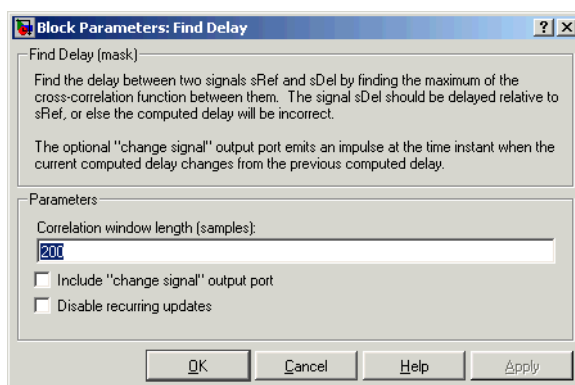 Block Parameters: Find Delay
Find Delay (mask)
Find the delay between two signals sRef and sDel by finding the maximum of the
cross-correlation function between them. The signal sDel should be delayed relative to
sRef, or else the computed delay will be incorrect.
The optional "change signal" output port emits an impulse at the time instant when the
current computed delay changes from the previous computed delay.
Parameters
Correlation window length (samples):
200
Include "change signal" output port
Disable recurring updates
OK Cancel Help Apply